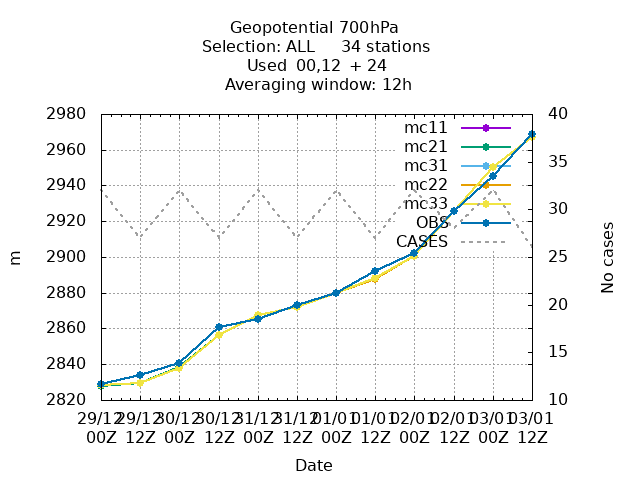 Geopotential 700hPa
Selection: ALL 34 stations
Used 00,12 + 24
Averaging window: 12h
2980
2960
2940
2920
2900
2880
2860
2840
2820
m
40
35
30
25
20
15
10
No cases
mc11
mc21
mc31
mc22
mc33
OBS
CASES
29/12 29/12 30/12 30/12 31/12 31/12 01/01 01/01 02/01 02/01 03/01 03/01
00Z 12Z 00Z 12Z 00Z 12Z 00Z 12Z 00Z 12Z 00Z 12Z
Date